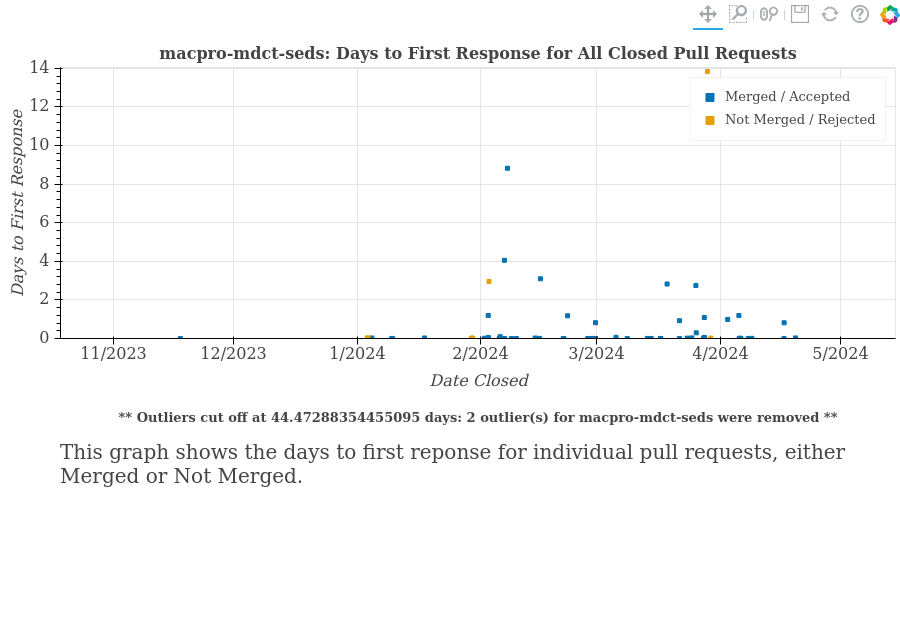 macpro-mdct-seds: Days to First Response for All Closed Pull Requests
14
12
10
8
6
4
2
0
Days to First Response
Merged / Accepted
Not Merged / Rejected
11/2023 12/2023 1/2024 2/2024 3/2024 4/2024 5/2024
Date Closed
** Outliers cut off at 44.47288354455095 days: 2 outlier(s) for macpro-mdct-seds were removed **
This graph shows the days to first reponse for individual pull requests, either
Merged or Not Merged.